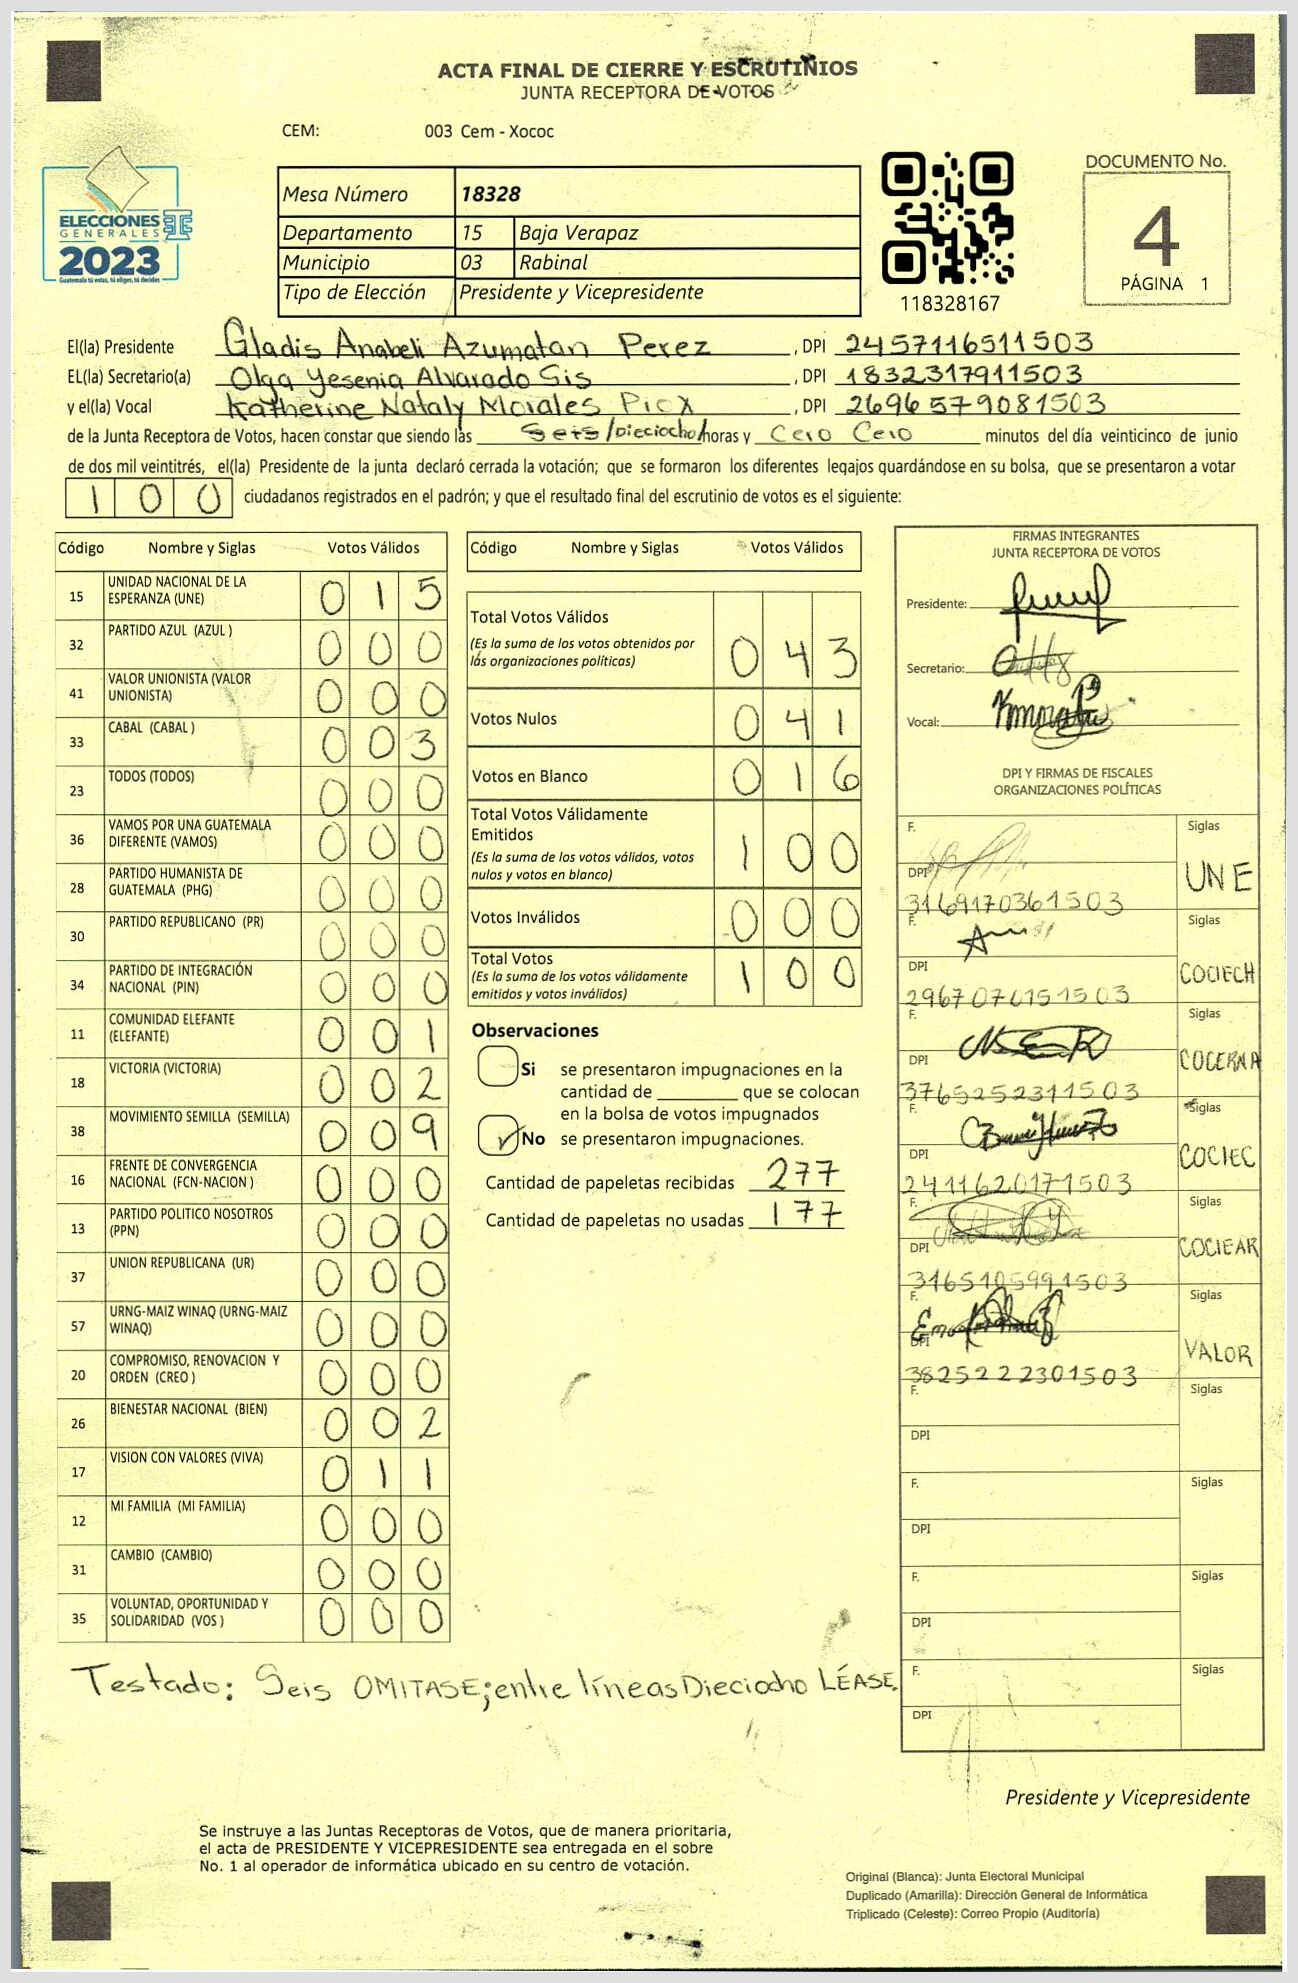 ACTA FINAL DE CIERRE Y ESCRUTINIOS
JUNTA RECEPTORA DE VOTOS
CEM: 003 Cem - Xococ
ELECCIONES
GENERALES
2023
Guatemala tú votas, tú eliges, tú decides
Mesa Número 18328
Departamento 15 Baja Verapaz
Municipio 03 Rabinal
Tipo de Elección Presidente y Vicepresidente
118328167
DOCUMENTO No.
4
PÁGINA 1
El(la) Presidente Gladis Anabeli Azumatan Perez , DPI 2457116511503
EL(la) Secretario(a) Olga Yesenia Alvarado Sis , DPI 1832317911503
y el(la) Vocal Katherine Nataly Morales Picx , DPI 2696579081503
de la Junta Receptora de Votos, hacen constar que siendo las Seis/Dieciocho/horas y Cero Cero minutos del día veinticinco de junio
de dos mil veintitrés, el(la) Presidente de la junta declaró cerrada la votación; que se formaron los diferentes legajos guardándose en su bolsa, que se presentaron a votar
1 0 0 ciudadanos registrados en el padrón; y que el resultado final del escrutinio de votos es el siguiente:
Código Nombre y Siglas Votos Válidos
15 UNIDAD NACIONAL DE LA
ESPERANZA (UNE) 0 1 5
32 PARTIDO AZUL (AZUL ) 0 0 0
41 VALOR UNIONISTA (VALOR
UNIONISTA) 0 0 0
33 CABAL (CABAL ) 0 0 3
23 TODOS (TODOS) 0 0 0
36 VAMOS POR UNA GUATEMALA
DIFERENTE (VAMOS) 0 0 0
28 PARTIDO HUMANISTA DE
GUATEMALA (PHG) 0 0 0
30 PARTIDO REPUBLICANO (PR) 0 0 0
34 PARTIDO DE INTEGRACIÓN
NACIONAL (PIN) 0 0 0
11 COMUNIDAD ELEFANTE
(ELEFANTE) 0 0 1
18 VICTORIA (VICTORIA) 0 0 2
38 MOVIMIENTO SEMILLA (SEMILLA) 0 0 9
16 FRENTE DE CONVERGENCIA
NACIONAL (FCN-NACION ) 0 0 0
13 PARTIDO POLITICO NOSOTROS
(PPN) 0 0 0
37 UNION REPUBLICANA (UR) 0 0 0
57 URNG-MAIZ WINAQ (URNG-MAIZ
WINAQ) 0 0 0
20 COMPROMISO, RENOVACION Y
ORDEN (CREO ) 0 0 0
26 BIENESTAR NACIONAL (BIEN) 0 0 2
17 VISION CON VALORES (VIVA) 0 1 1
12 MI FAMILIA (MI FAMILIA) 0 0 0
31 CAMBIO (CAMBIO) 0 0 0
35 VOLUNTAD, OPORTUNIDAD Y
SOLIDARIDAD (VOS ) 0 0 0
Código Nombre y Siglas Votos Válidos
Total Votos Válidos
(Es la suma de los votos obtenidos por
las organizaciones políticas) 0 4 3
Votos Nulos 0 4 1
Votos en Blanco 0 1 6
Total Votos Válidamente
Emitidos
(Es la suma de los votos válidos, votos
nulos y votos en blanco) 1 0 0
Votos Inválidos 0 0 0
Total Votos
(Es la suma de los votos válidamente
emitidos y votos inválidos) 1 0 0
Observaciones
Si se presentaron impugnaciones en la
cantidad de ________ que se colocan
en la bolsa de votos impugnados
No se presentaron impugnaciones.
Cantidad de papeletas recibidas 277
Cantidad de papeletas no usadas 177
FIRMAS INTEGRANTES
JUNTA RECEPTORA DE VOTOS
Presidente:
Secretario:
Vocal:
DPI Y FIRMAS DE FISCALES
ORGANIZACIONES POLÍTICAS
F. Siglas
DPI UNE
3169170361503
F. Siglas
DPI COCIECH
2967070151503
F. Siglas
DPI COCERNA
3765252311503
F. Siglas
DPI COCIEC
2411620171503
F. Siglas
DPI COCIEAR
3165105991503
F. Siglas
DPI VALOR
3825222301503
F. Siglas
DPI
F. Siglas
DPI
F. Siglas
DPI
F. Siglas
DPI
Testado: Seis OMITASE; entre líneas Dieciocho LÉASE.
Presidente y Vicepresidente
Se instruye a las Juntas Receptoras de Votos, que de manera prioritaria,
el acta de PRESIDENTE Y VICEPRESIDENTE sea entregada en el sobre
No. 1 al operador de informática ubicado en su centro de votación.
Original (Blanca): Junta Electoral Municipal
Duplicado (Amarilla): Dirección General de Informática
Triplicado (Celeste): Correo Propio (Auditoría)